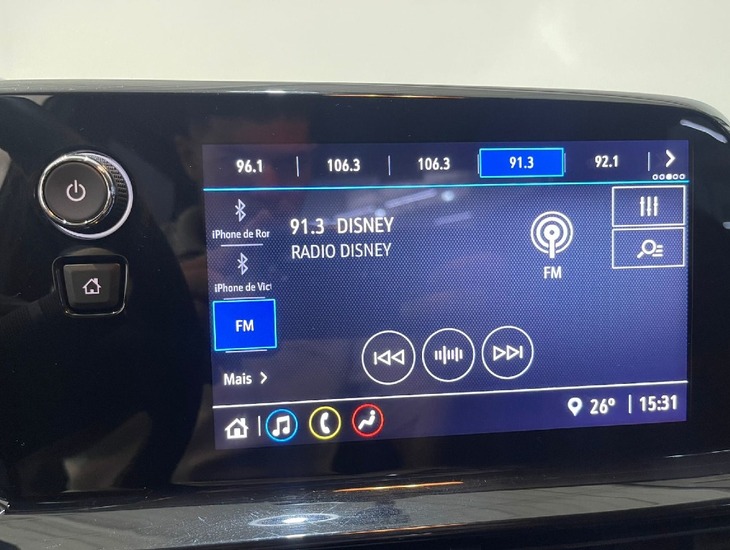 96.1 106.3 106.3 91.3 92.1
iPhone de Ror
91.3 DISNEY
RADIO DISNEY
FM
iPhone de Vict
FM
Mais
26° 15:31